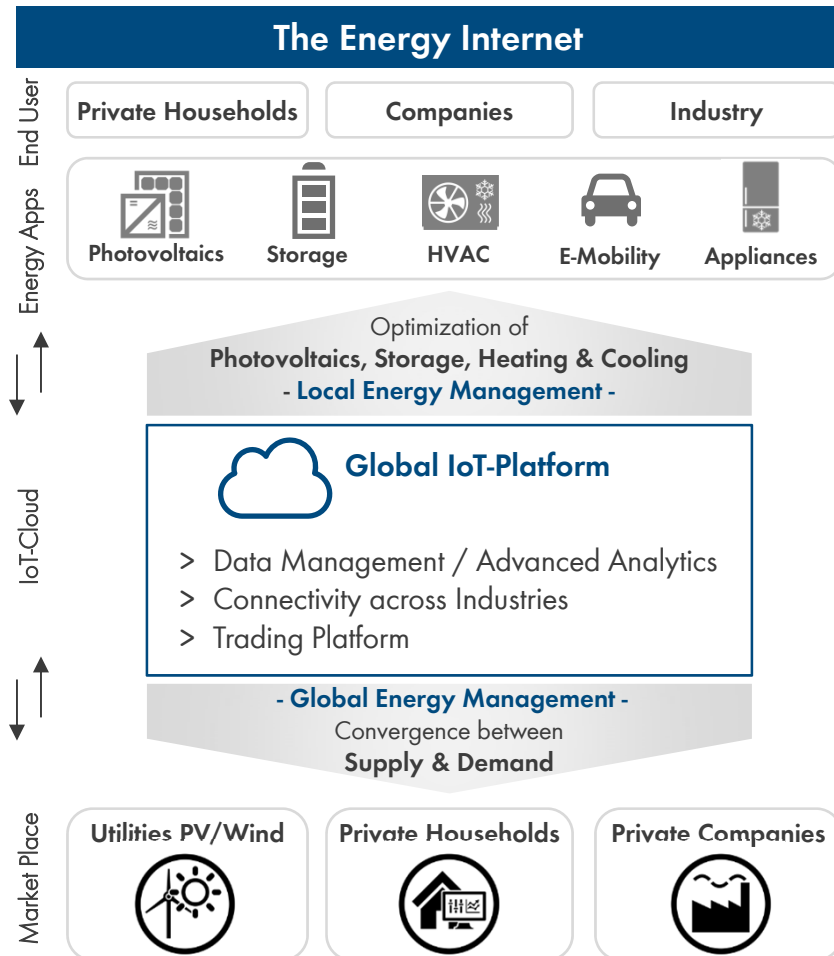 The Energy Internet
End User
Private Households
Companies
Industry
Energy Apps
Photovoltaics
Storage
HVAC
E-Mobility
Appliances
Optimization of
Photovoltaics, Storage, Heating & Cooling
- Local Energy Management -
IoT-Cloud
Global IoT-Platform
> Data Management / Advanced Analytics
> Connectivity across Industries
> Trading Platform
- Global Energy Management -
Convergence between
Supply & Demand
Market Place
Utilities PV/Wind
Private Households
Private Companies